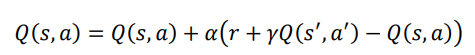 Q(s, a) = Q(s, a) + α(r + γQ(s′, a′) − Q(s, a))